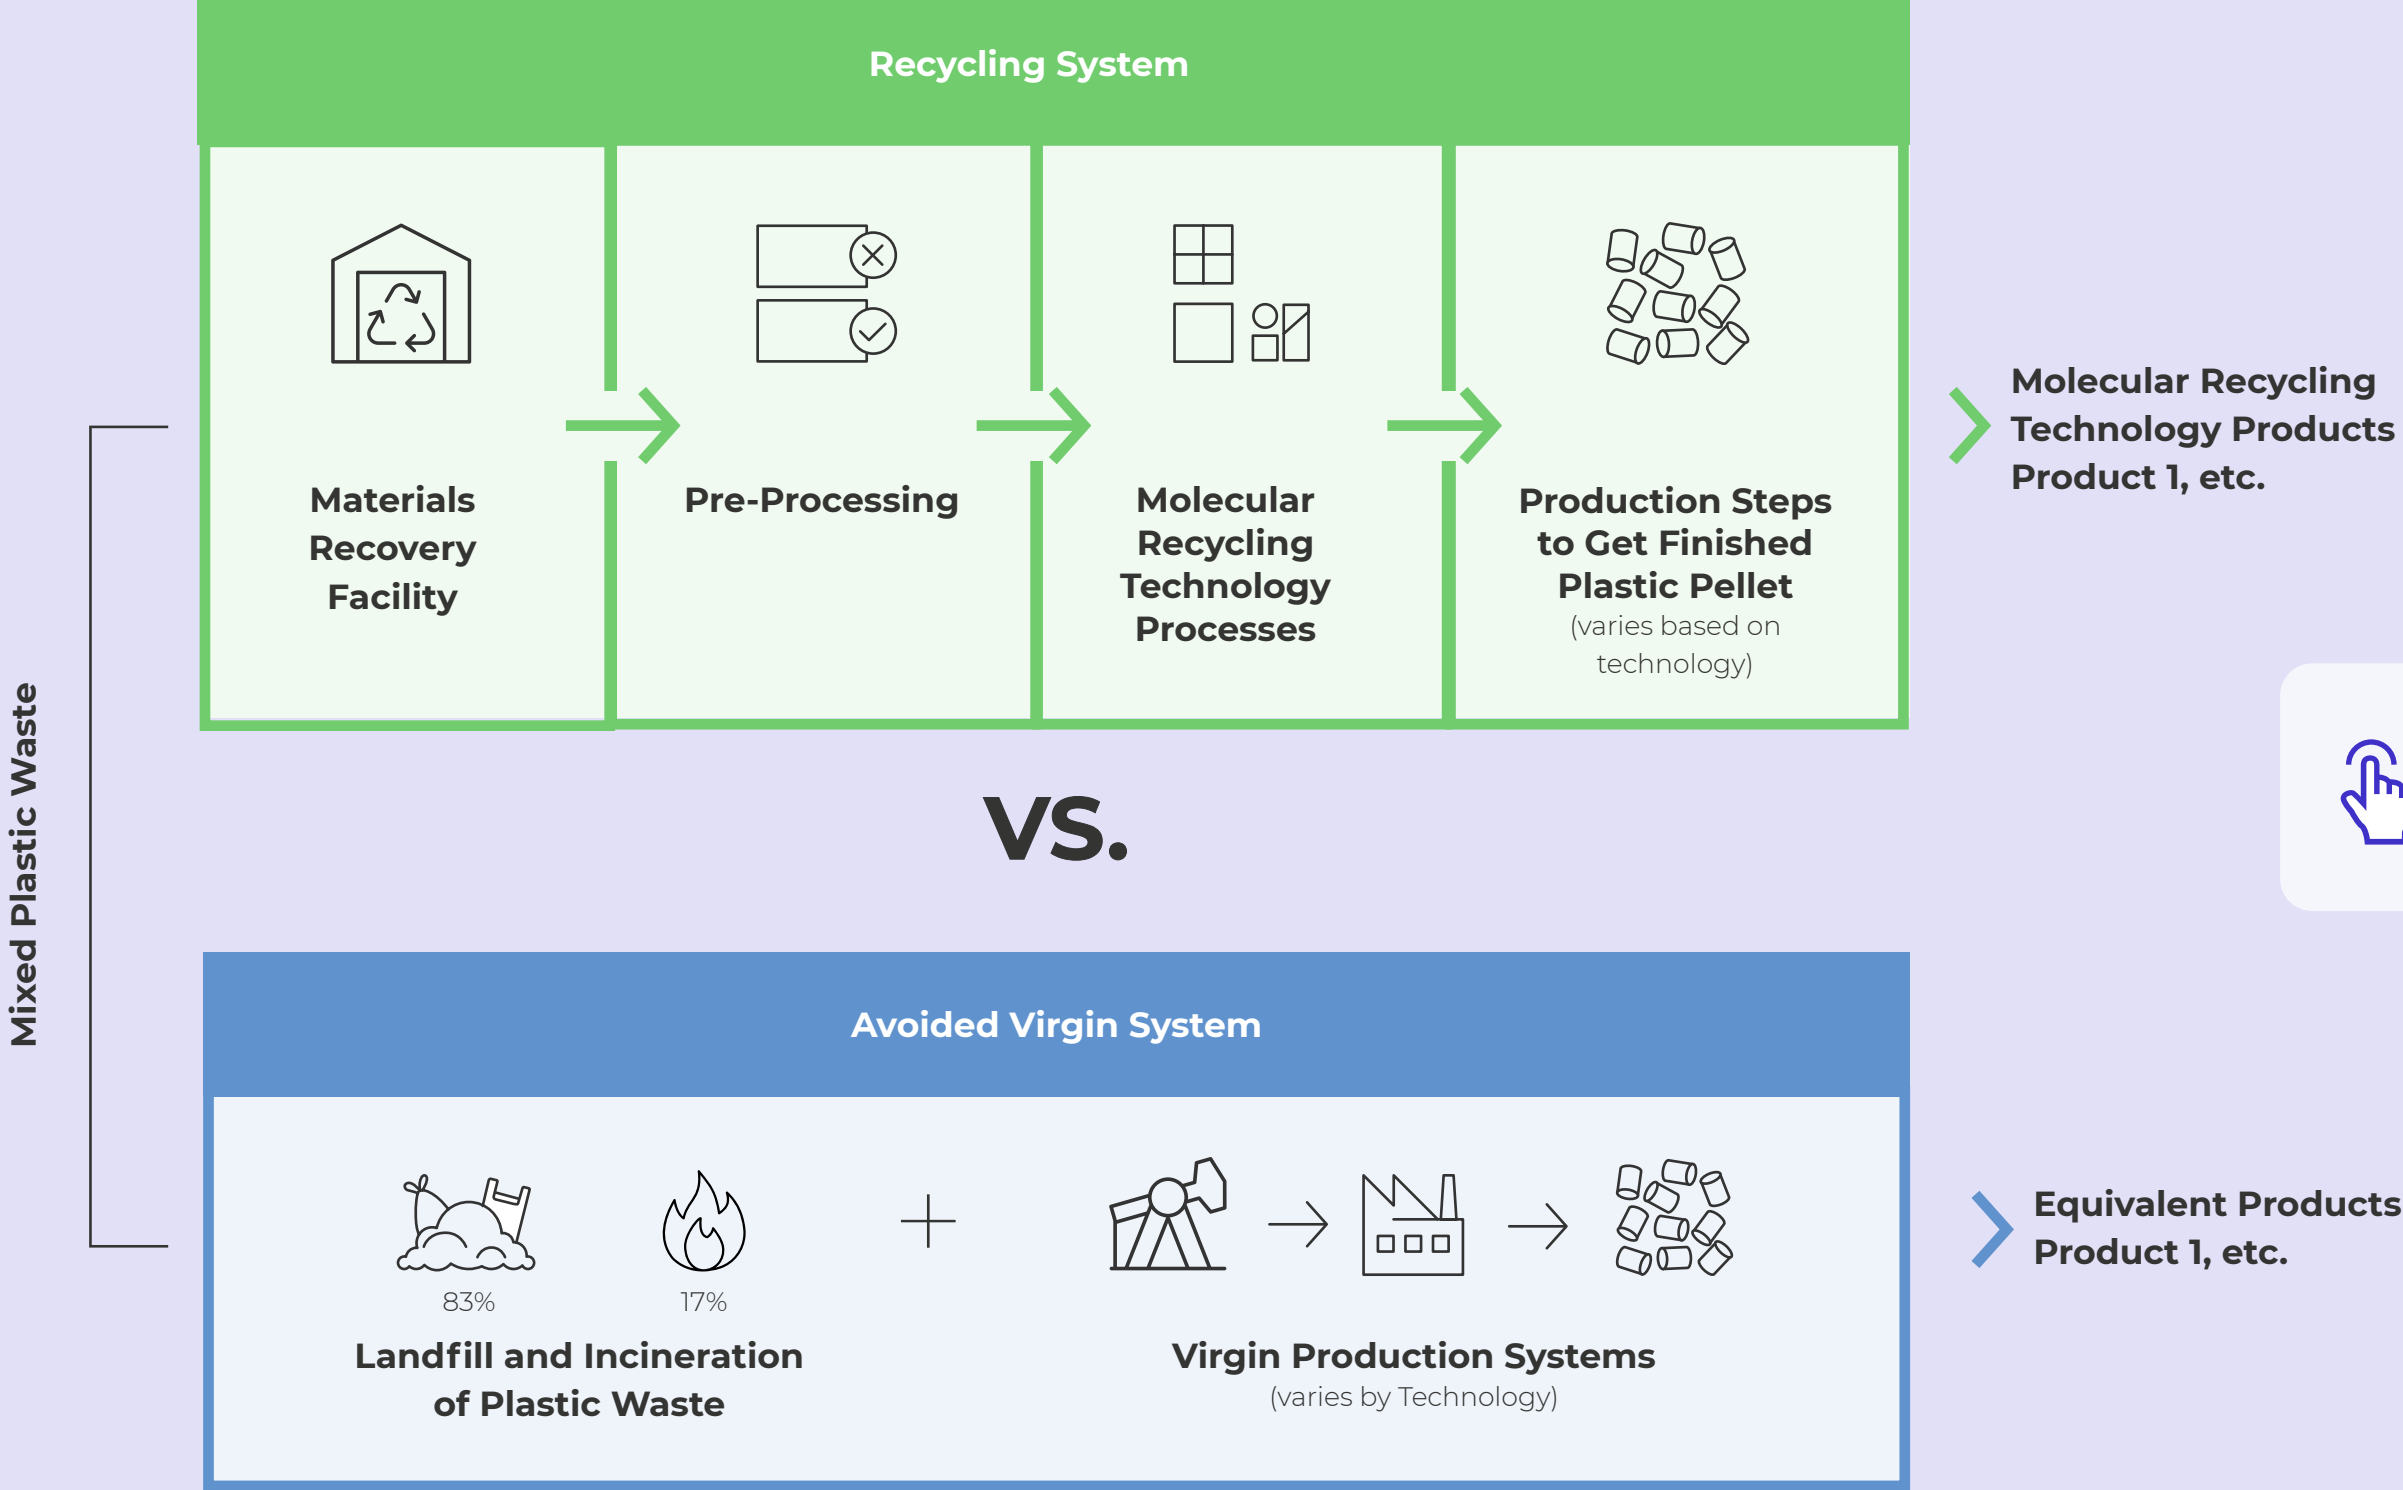 Recycling System
Materials
Recovery
Facility
Pre-Processing
Molecular
Recycling
Technology
Processes
Production Steps
to Get Finished
Plastic Pellet
(varies based on
technology)
Molecular Recycling
Technology Products
Product 1, etc.
Mixed Plastic Waste
VS.
Avoided Virgin System
83%
17%
Landfill and Incineration
of Plastic Waste
Virgin Production Systems
(varies by Technology)
Equivalent Products
Product 1, etc.